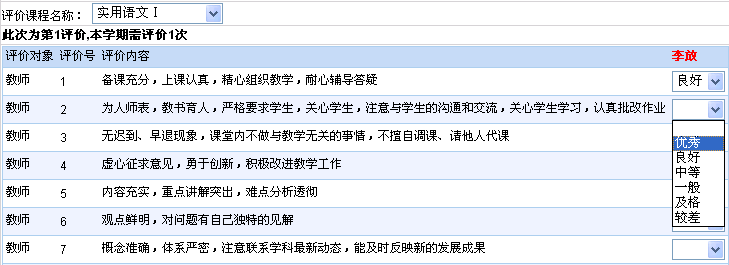 评价课程名称： 实用语文Ⅰ
此次为第1评价,本学期需评价1次
评价对象 评价号 评价内容 李放
教师 1 备课充分，上课认真，精心组织教学，耐心辅导答疑 良好
教师 2 为人师表，教书育人，严格要求学生，关心学生，注意与学生的沟通和交流，关心学生学习，认真批改作业
教师 3 无迟到、早退现象，课堂内不做与教学无关的事情，不擅自调课、请他人代课
优秀
良好
教师 4 虚心征求意见，勇于创新，积极改进教学工作
中等
一般
教师 5 内容充实，重点讲解突出，难点分析透彻
及格
较差
教师 6 观点鲜明，对问题有自己独特的见解
教师 7 概念准确，体系严密，注意联系学科最新动态，能及时反映新的发展成果